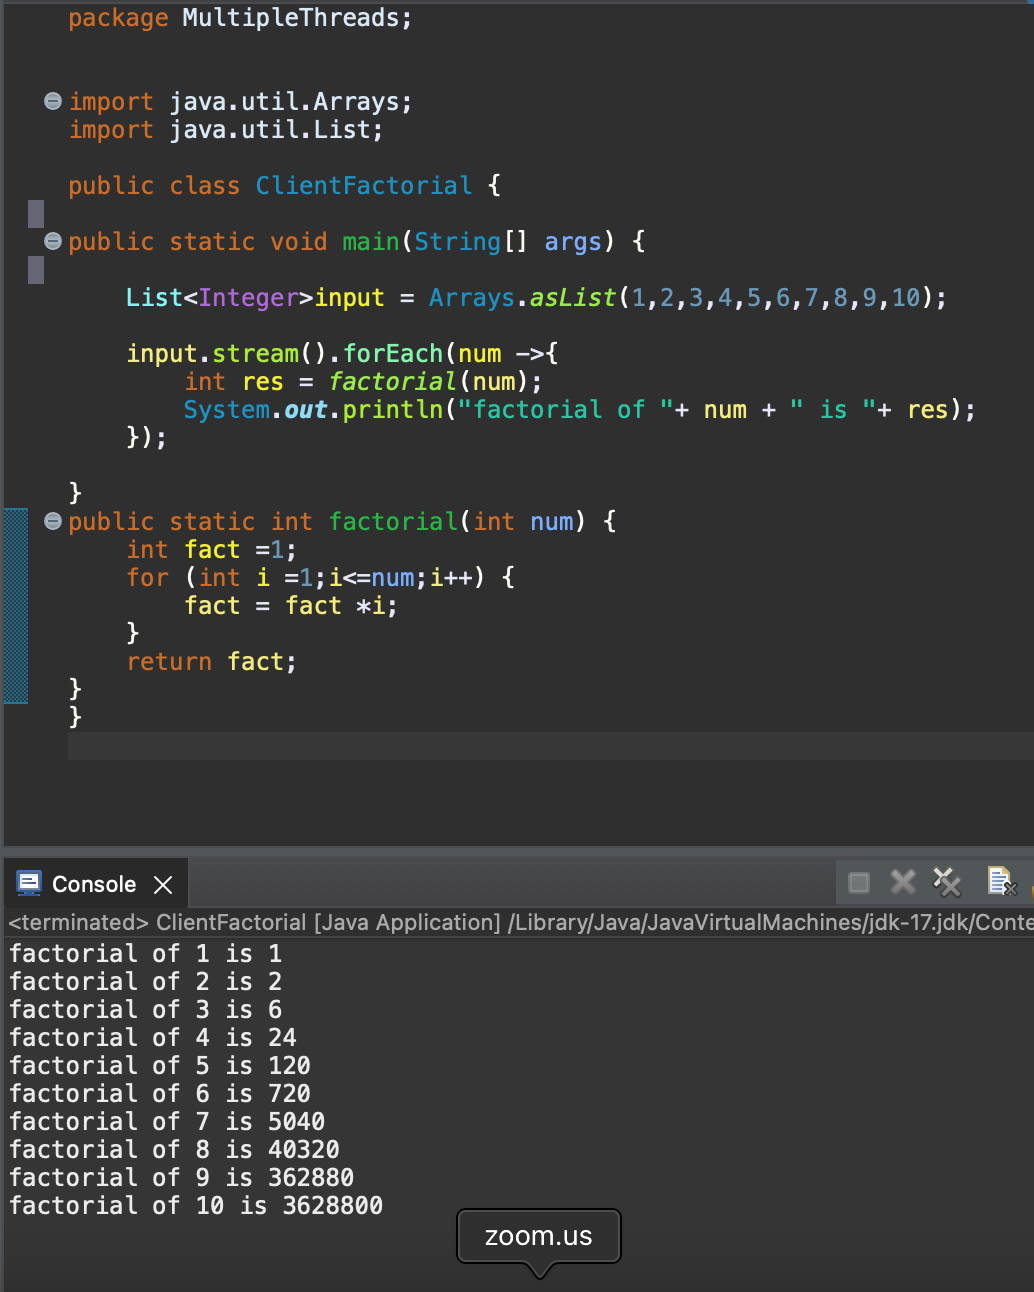 package MultipleThreads;
import java.util.Arrays;
import java.util.List;
public class ClientFactorial {
public static void main(String[] args) {
List<Integer>input = Arrays.asList(1,2,3,4,5,6,7,8,9,10);
input.stream().forEach(num ->{
int res = factorial(num);
System.out.println("factorial of "+ num + " is "+ res);
});
}
public static int factorial(int num) {
int fact =1;
for (int i =1;i<=num;i++) {
fact = fact *i;
}
return fact;
}
}
Console
<terminated> ClientFactorial [Java Application] /Library/Java/JavaVirtualMachines/jdk-17.jdk/Conte
factorial of 1 is 1
factorial of 2 is 2
factorial of 3 is 6
factorial of 4 is 24
factorial of 5 is 120
factorial of 6 is 720
factorial of 7 is 5040
factorial of 8 is 40320
factorial of 9 is 362880
factorial of 10 is 3628800
zoom.us